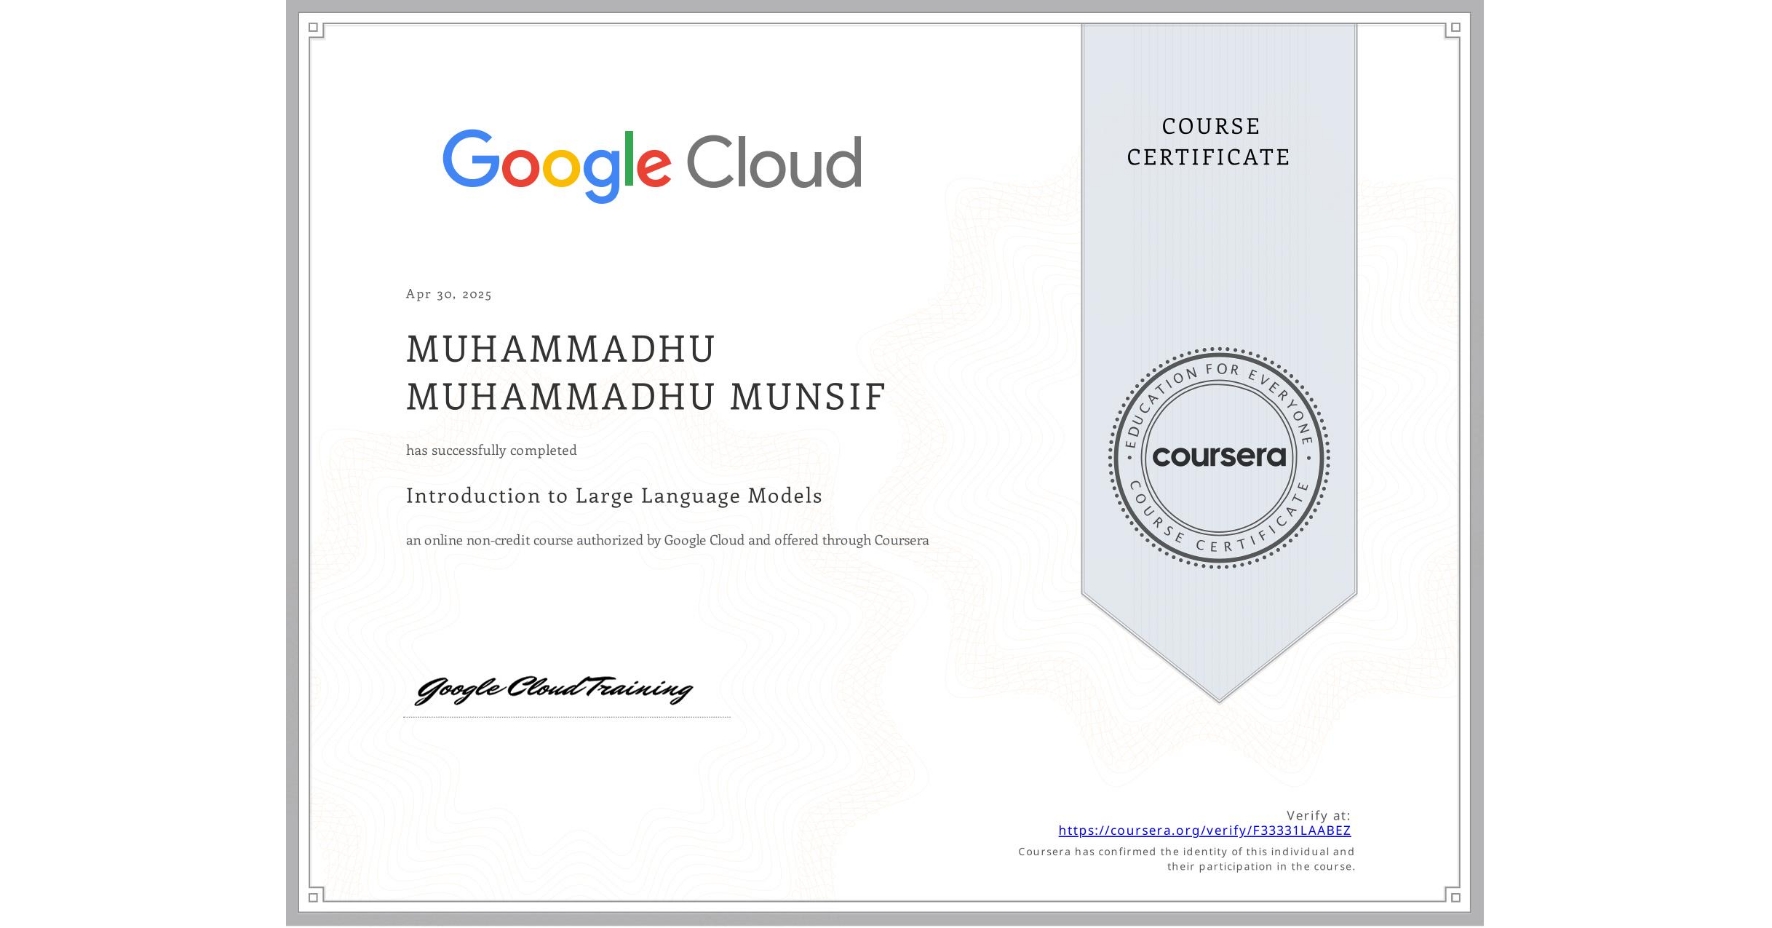 Google Cloud
COURSE
CERTIFICATE
Apr 30, 2025
MUHAMMADHU
MUHAMMADHU MUNSIF
has successfully completed
Introduction to Large Language Models
an online non-credit course authorized by Google Cloud and offered through Coursera
EDUCATION FOR EVERYONE
coursera
COURSE CERTIFICATE
Google Cloud Training
Verify at:
https://coursera.org/verify/F33331LAABEZ
Coursera has confirmed the identity of this individual and
their participation in the course.